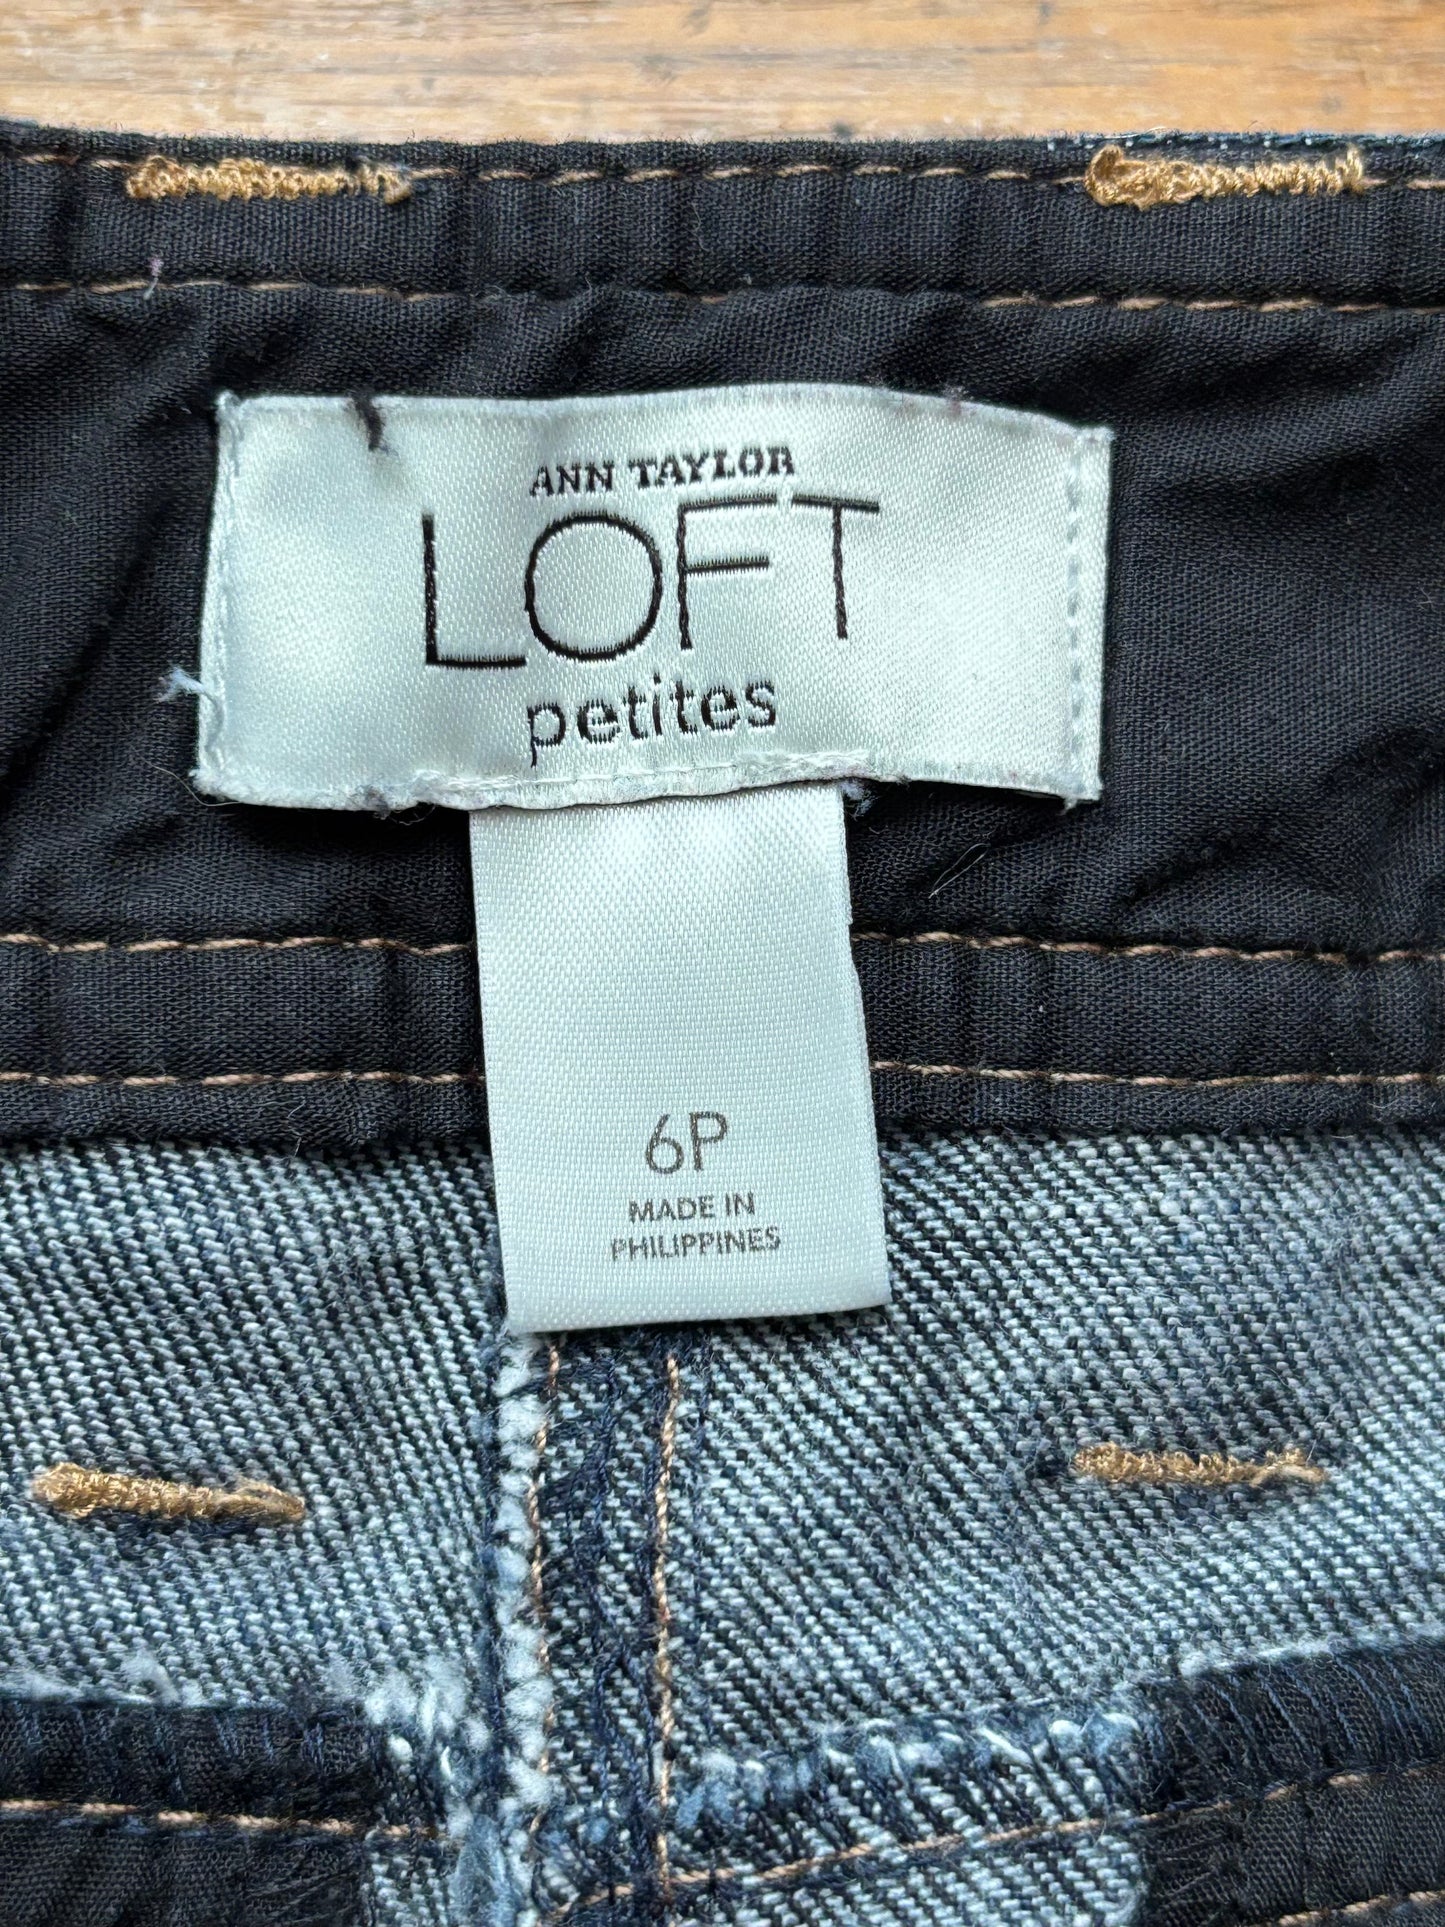 ANN TAYLOR
LOFT
petites
6P
MADE IN
PHILIPPINES